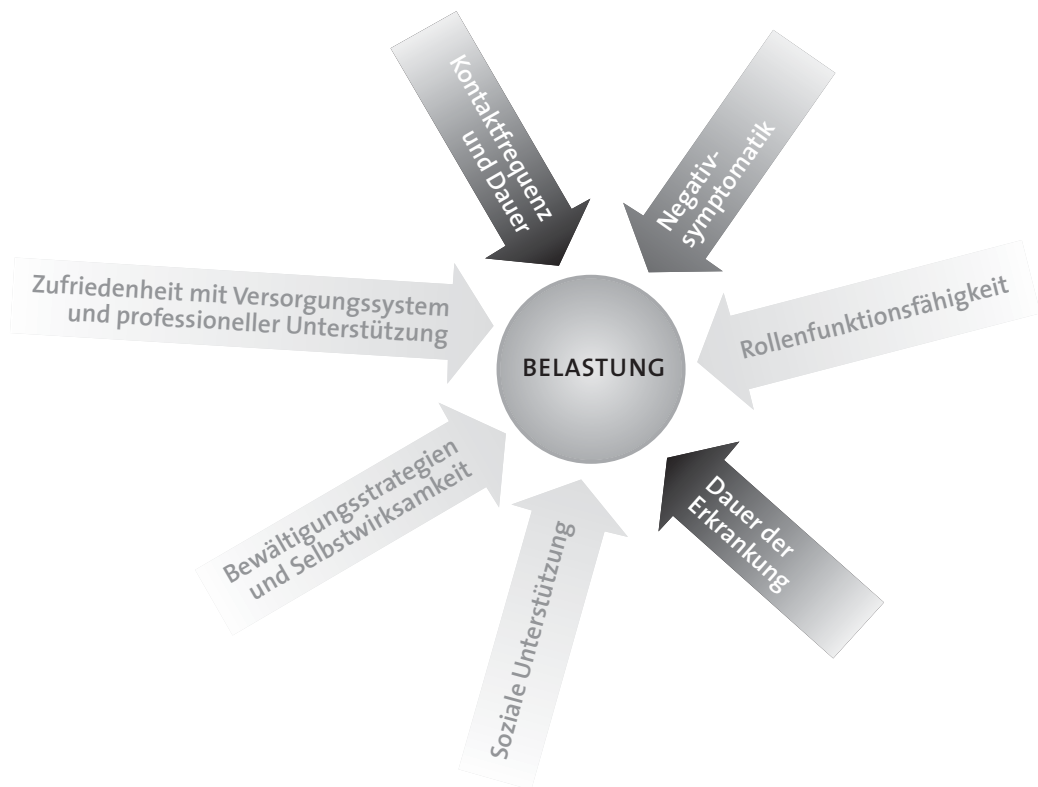 Kontaktfrequenz
und Dauer
Negativ-
symptomatik
Zufriedenheit mit Versorgungssystem
und professioneller Unterstützung
Rollenfunktionsfähigkeit
BELASTUNG
Bewältigungsstrategien
und Selbstwirksamkeit
Dauer der
Erkrankung
Soziale Unterstützung